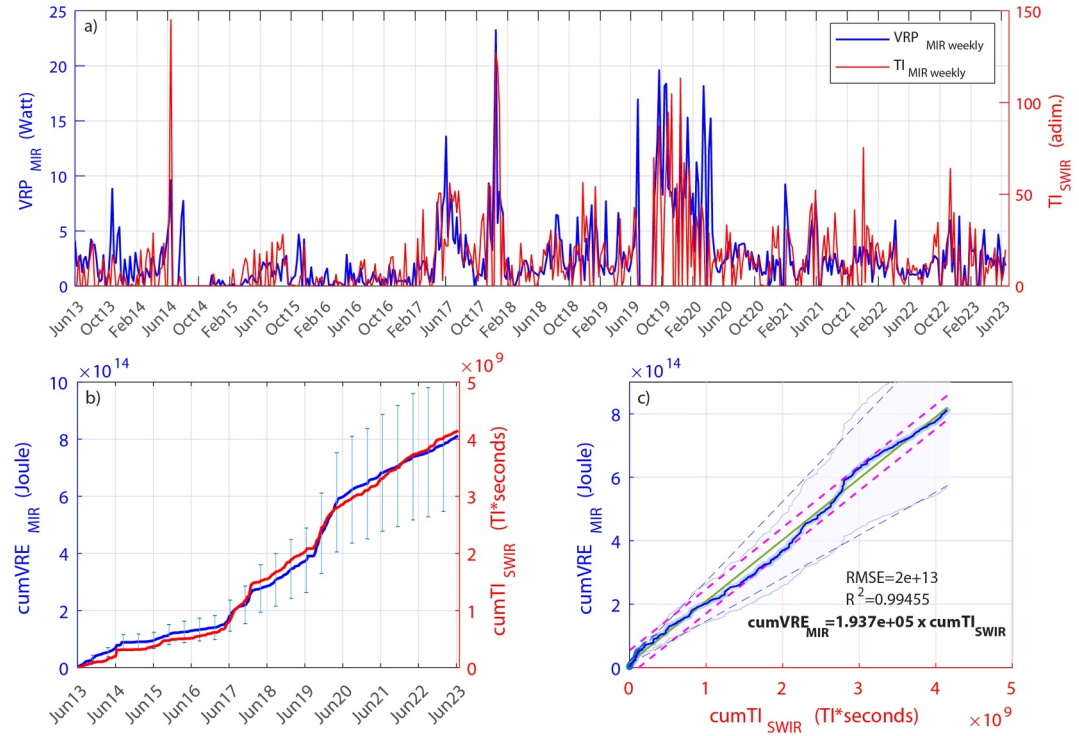 a)
VRP MIR weekly
TI MIR weekly
25
20
15
10
5
0
VRP MIR (Watt)
150
100
50
0
TI SWIR (adim.)
Jun13
Oct13
Feb14
Jun14
Oct14
Feb15
Jun15
Oct15
Feb16
Jun16
Oct16
Feb17
Jun17
Oct17
Feb18
Jun18
Oct18
Feb19
Jun19
Oct19
Feb20
Jun20
Oct20
Feb21
Jun21
Oct21
Feb22
Jun22
Oct22
Feb23
Jun23
×10 14
b)
10
8
6
4
2
0
cumVRE MIR (Joule)
×10 9
5
4
3
2
1
0
cumTI SWIR (TI*seconds)
Jun13
Jun14
Jun15
Jun16
Jun17
Jun18
Jun19
Jun20
Jun21
Jun22
Jun23
×10 14
c)
8
6
4
2
0
cumVRE MIR (Joule)
RMSE=2e+13
R2=0.99455
cumVREMIR=1.937e+05 x cumTISWIR
0
1
2
3
4
5
cumTI SWIR (TI*seconds)
×10 9